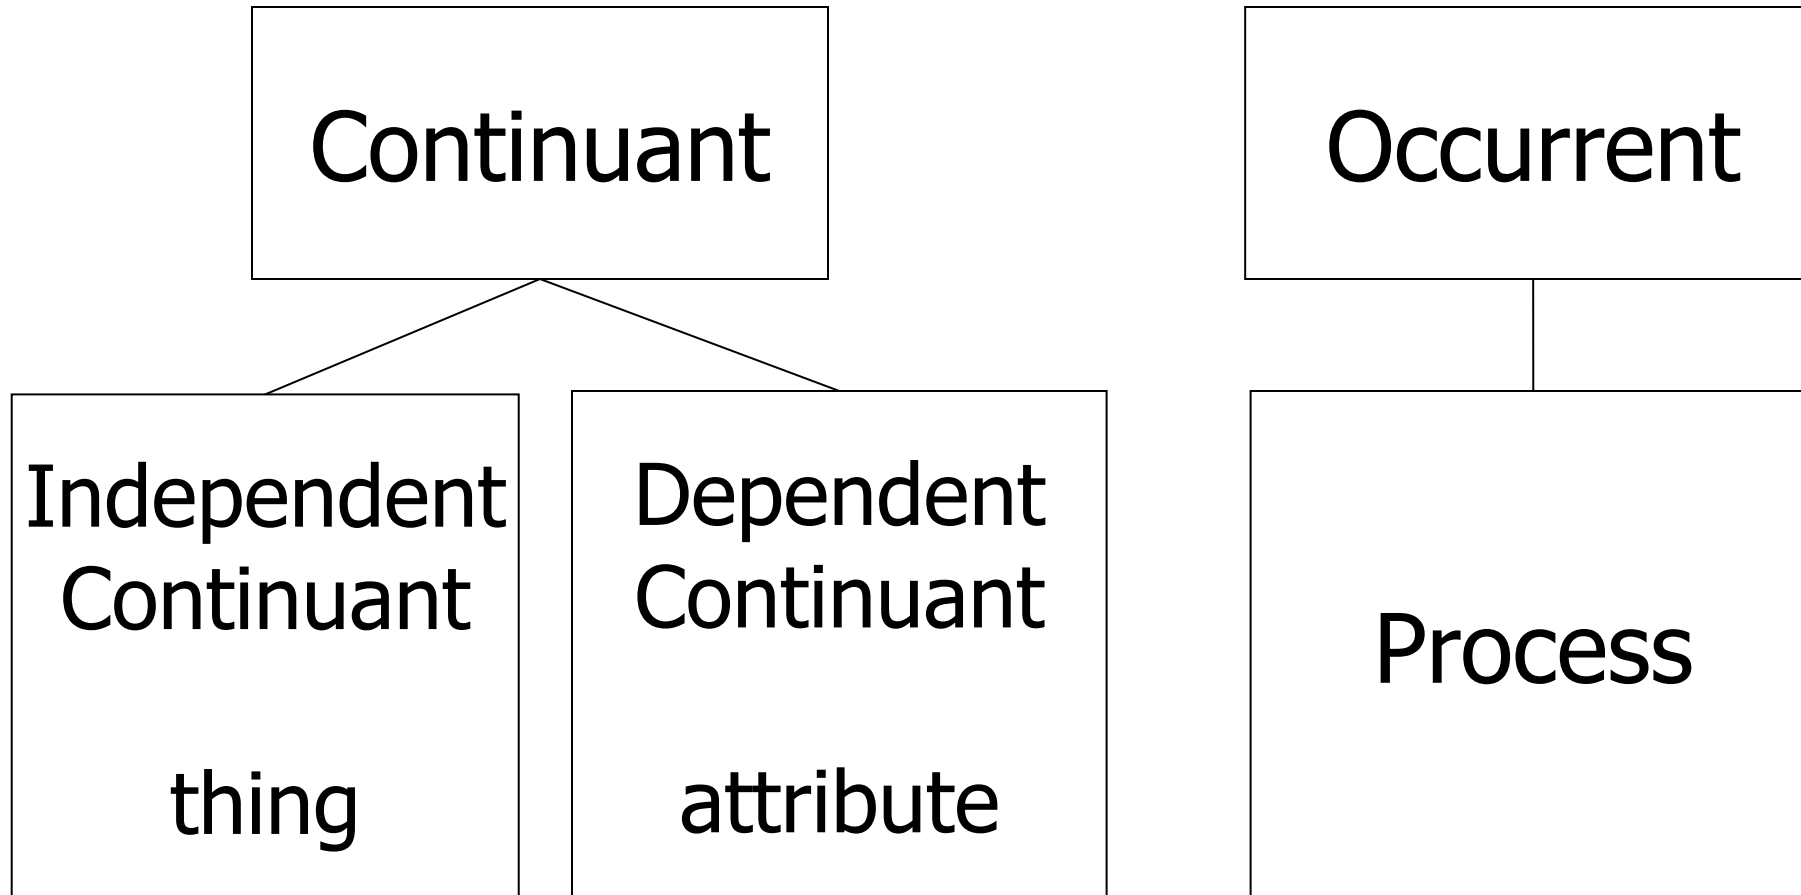 Continuant
Occurrent
Independent
Continuant
thing
Dependent
Continuant
attribute
Process